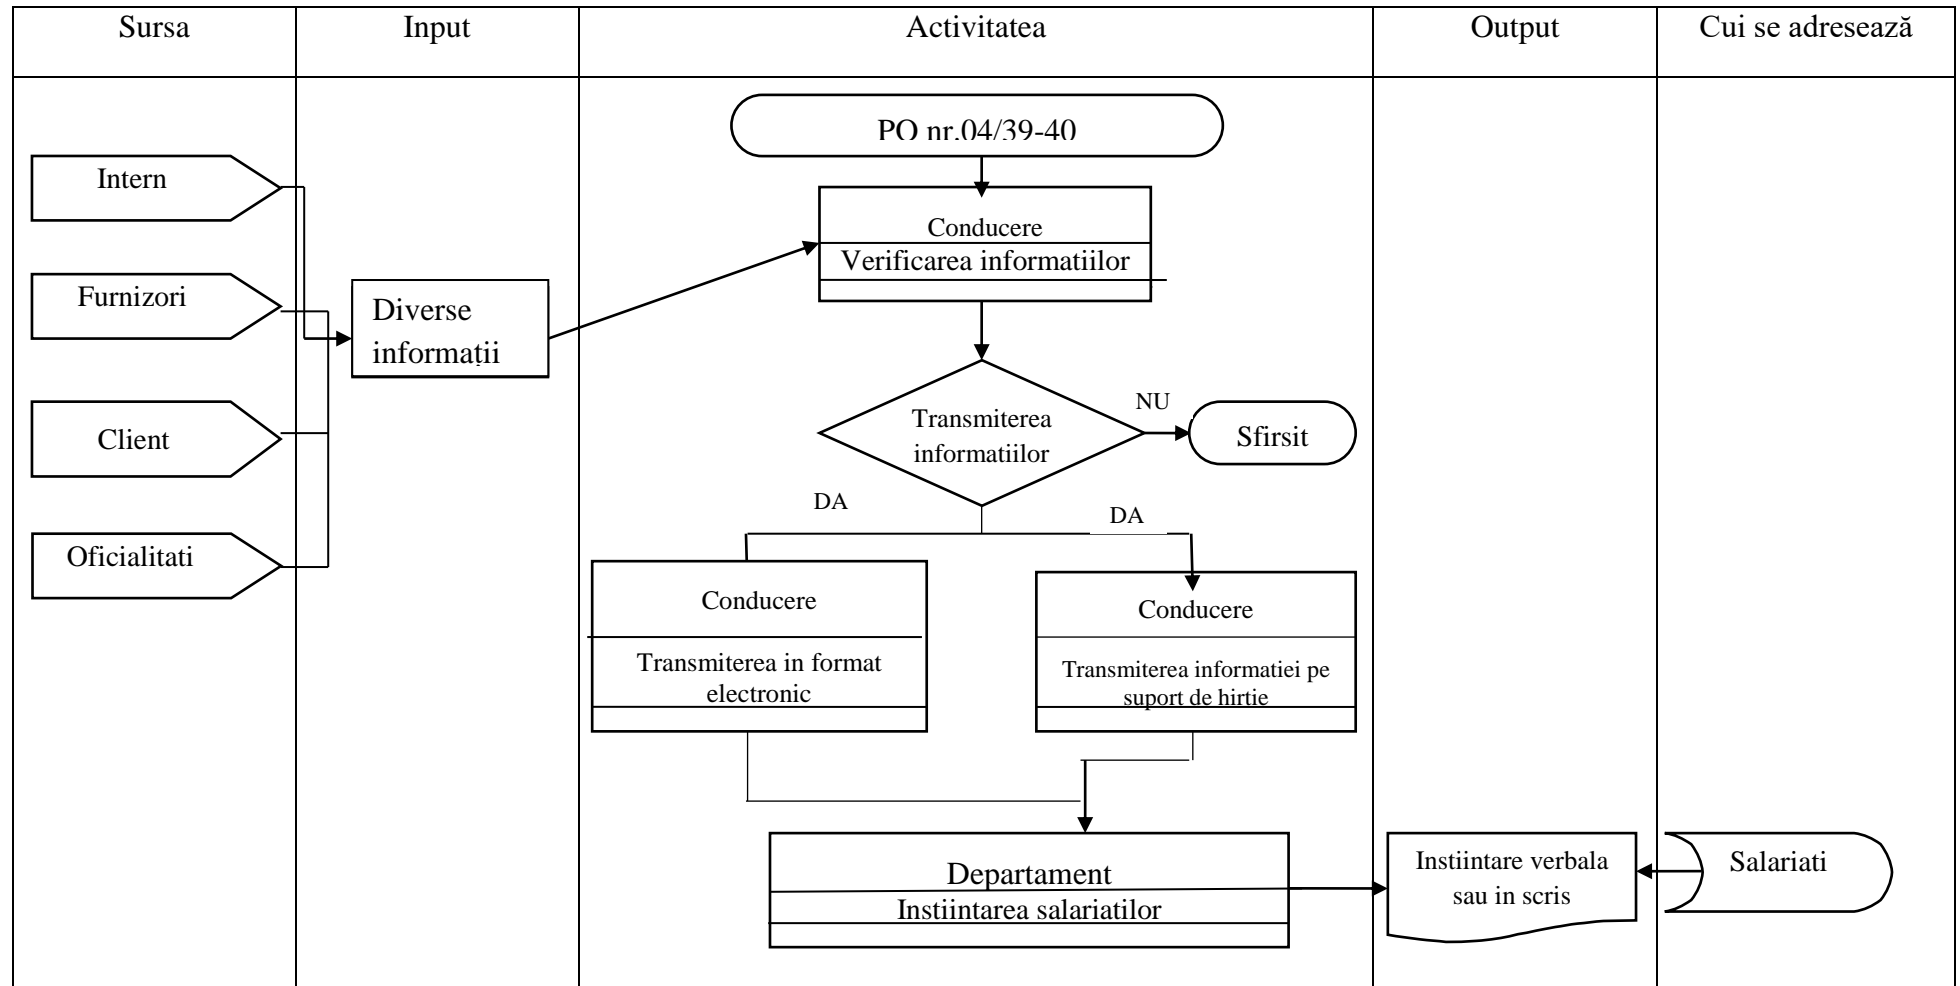 Sursa
Input
Activitatea
Output
Cui se adresează
PO nr.04/39-40
Intern
Conducere
Verificarea informatiilor
Furnizori
Diverse
informații
Transmiterea
informatiilor
NU
Sfirsit
Client
DA
DA
Oficialitati
Conducere
Transmiterea in format
electronic
Conducere
Transmiterea informatiei pe
suport de hirtie
Departament
Instiintarea salariatilor
Instiintare verbala
sau in scris
Salariati